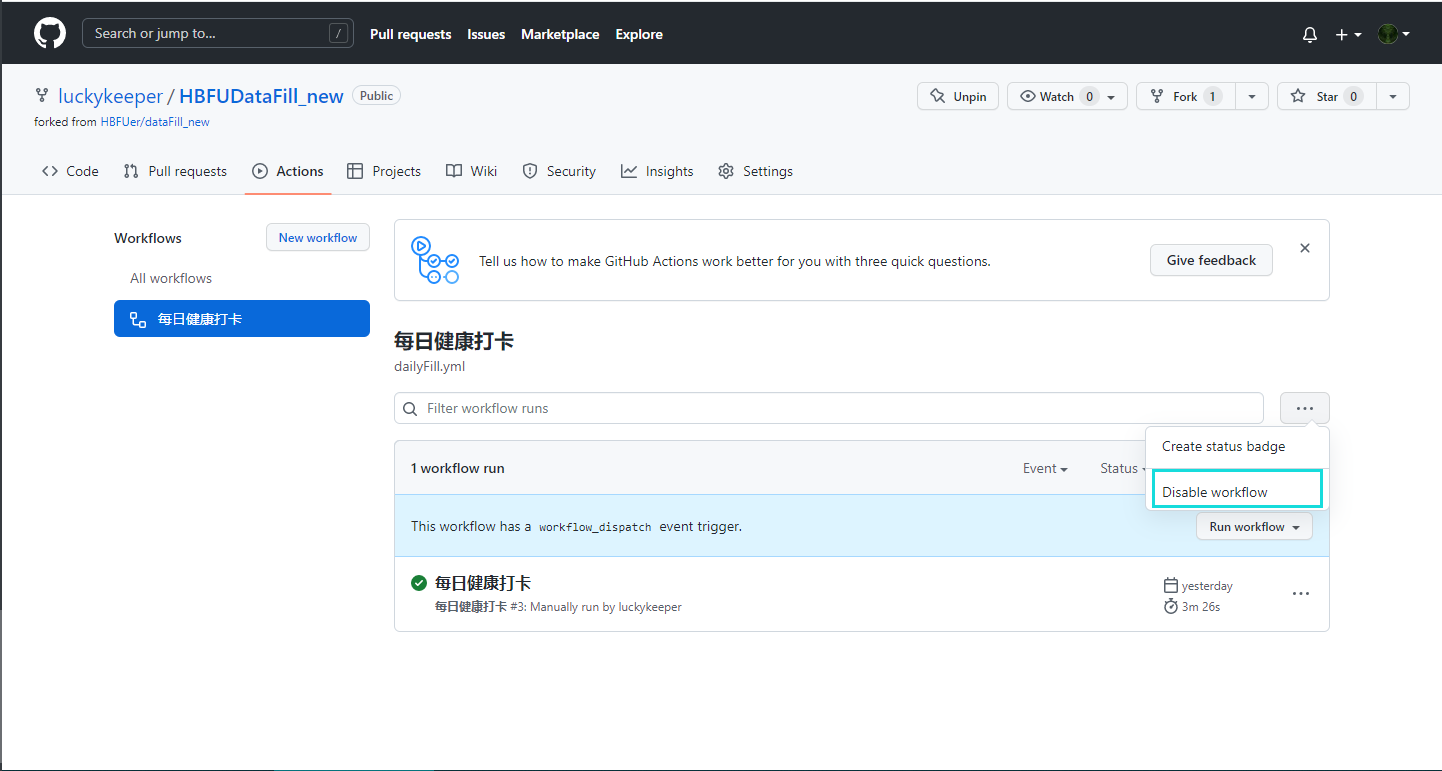 Search or jump to... /
Pull requests Issues Marketplace Explore
luckykeeper / HBFUDataFill_new Public
forked from HBFUer/dataFill_new
Unpin Watch 0 Fork 1 Star 0
Code Pull requests Actions Projects Wiki Security Insights Settings
Workflows
New workflow
All workflows
每日健康打卡
Tell us how to make GitHub Actions work better for you with three quick questions.
Give feedback
每日健康打卡
dailyFill.yml
Filter workflow runs
Create status badge
Disable workflow
1 workflow run
Event Status
This workflow has a workflow_dispatch event trigger.
Run workflow
每日健康打卡
每日健康打卡 #3: Manually run by luckykeeper
yesterday
3m 26s